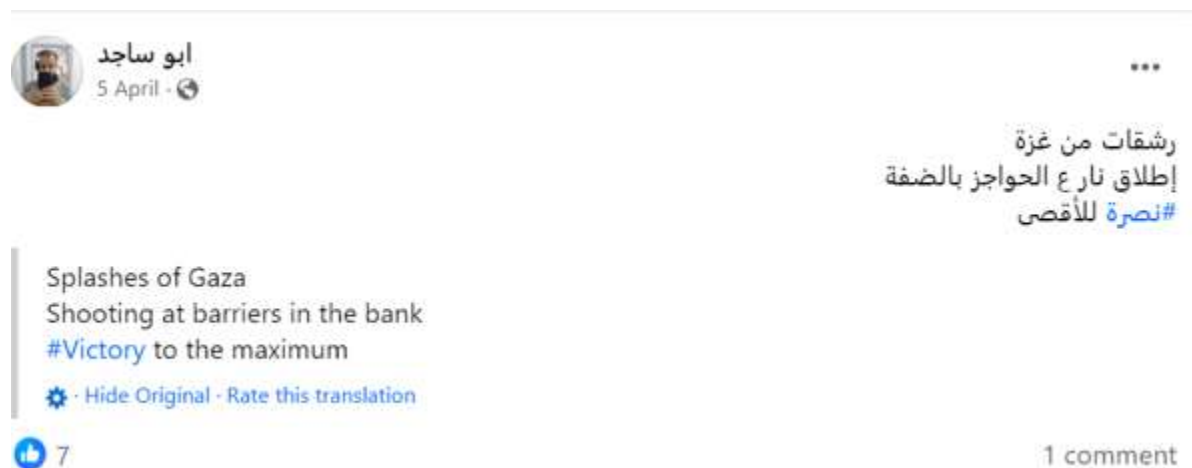 ابو ساجد
5 April ·
رشقات من غزة
إطلاق نار ع الحواجز بالضفة
#نصرة للأقصى
Splashes of Gaza
Shooting at barriers in the bank
#Victory to the maximum
· Hide Original · Rate this translation
7
1 comment